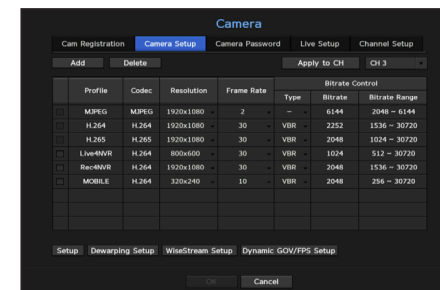 Camera
Cam Registration Camera Setup Camera Password Live Setup Channel Setup
Add Delete Apply to CH CH 3
Profile Codec Resolution Frame Rate Bitrate Control
Type Bitrate Bitrate Range
MJPEG MJPEG 1920x1080 2 - 6144 2048 ~ 6144
H.264 H.264 1920x1080 30 VBR 2252 1536 ~ 30720
H.265 H.265 1920x1080 30 VBR 2048 1024 ~ 30720
Live4NVR H.264 800x600 30 VBR 1024 512 ~ 30720
Rec4NVR H.264 1920x1080 30 VBR 2048 1536 ~ 30720
MOBILE H.264 320x240 10 VBR 2048 256 ~ 30720
Setup Dewarping Setup WiseStream Setup Dynamic GOV/FPS Setup
OK Cancel